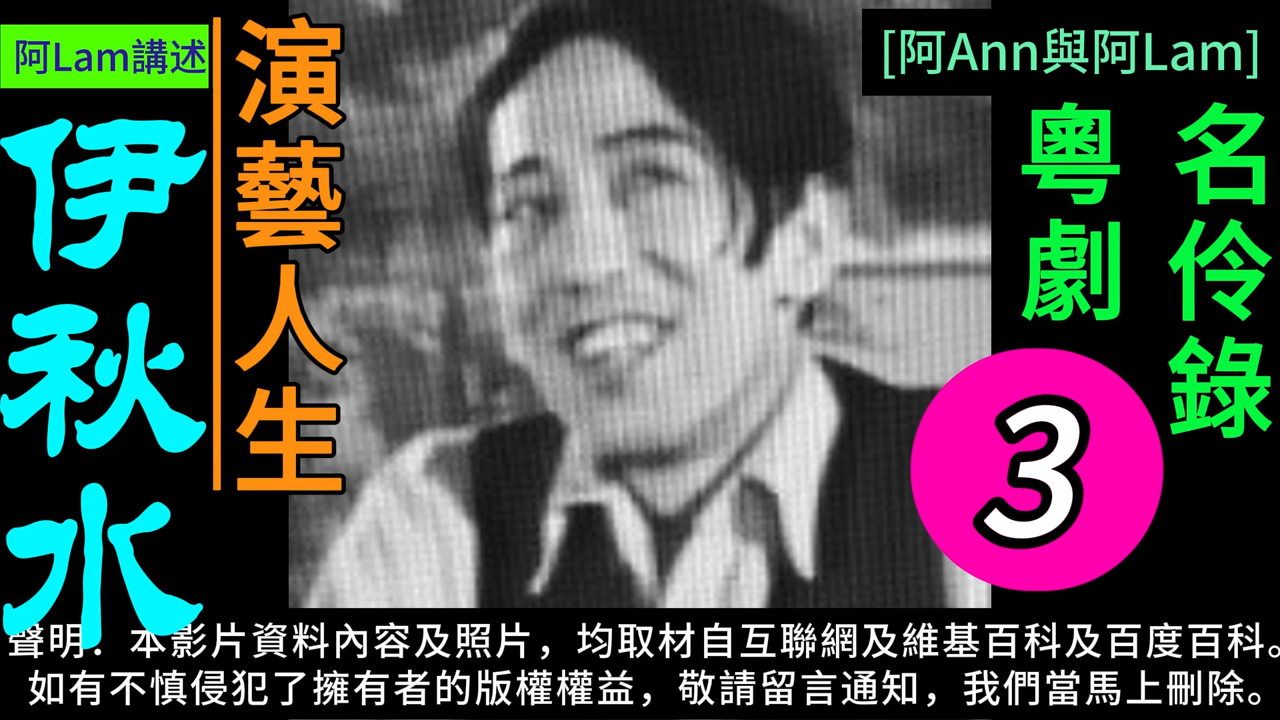 阿Lam講述
伊秋水
演藝人生
[阿Ann與阿Lam]
粵劇
名伶錄
3
聲明：本影片資料內容及照片，均取材自互聯網及維基百科及百度百科。
如有不慎侵犯了擁有者的版權權益，敬請留言通知，我們當馬上刪除。